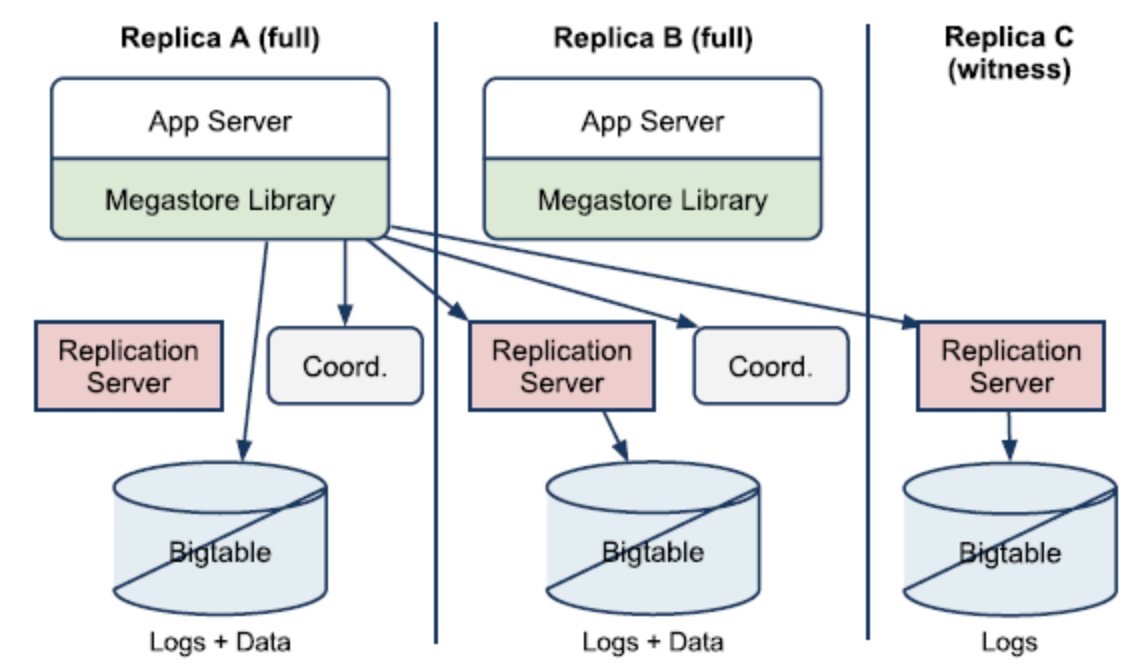 Replica A (full)
App Server
Megastore Library
Replication
Server
Coord.
Bigtable
Logs + Data
Replica B (full)
App Server
Megastore Library
Replication
Server
Coord.
Bigtable
Logs + Data
Replica C
(witness)
Replication
Server
Bigtable
Logs